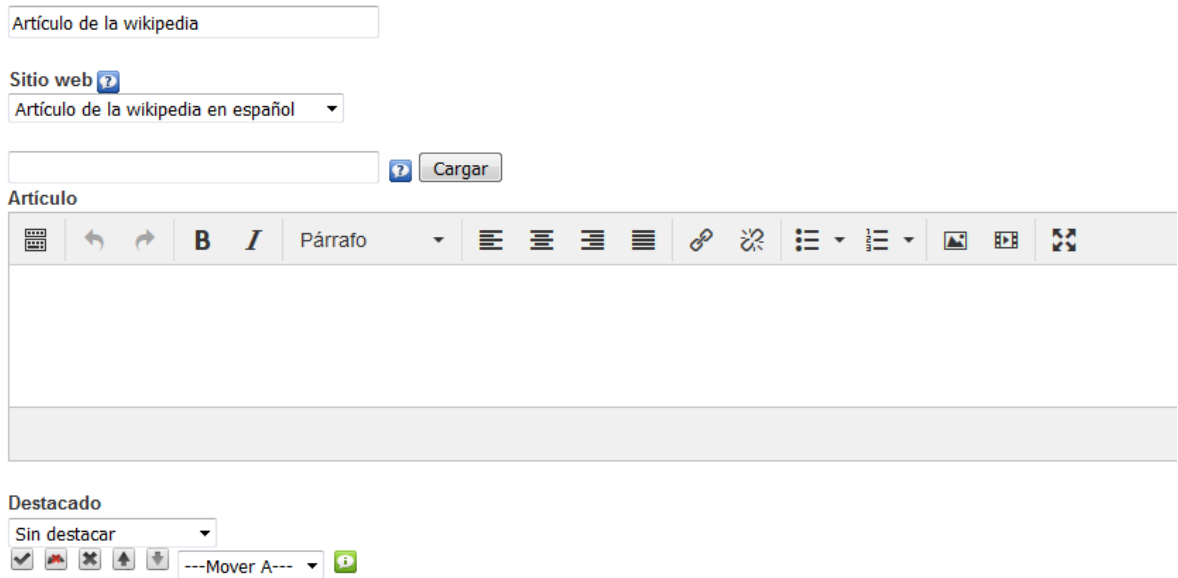 Artículo de la wikipedia
Sitio web
Artículo de la wikipedia en español
Cargar
Artículo
B I Párrafo
Destacado
Sin destacar
---Mover A---